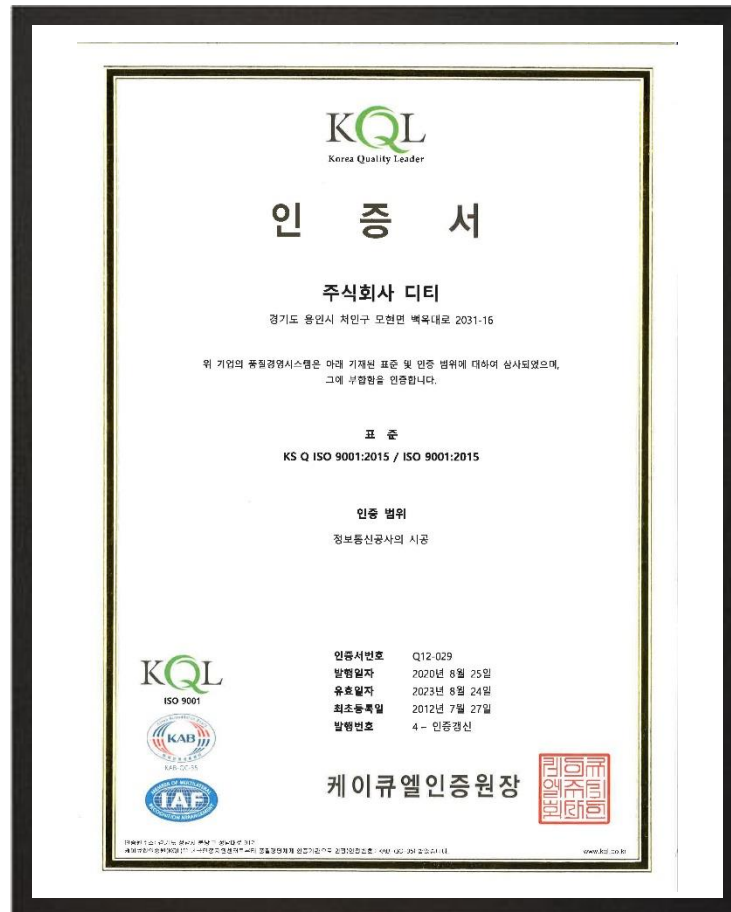 KQL
Korea Quality Leader
인 증 서
주식회사 디티
경기도 용인시 처인구 모현면 백옥대로 2031-16
위 기업의 품질경영시스템은 아래 기재된 표준 및 인증 범위에 대하여 심사되었으며,
그에 부합함을 인증합니다.
표 준
KS Q ISO 9001:2015 / ISO 9001:2015
인증 범위
정보통신공사의 시공
인증서번호 Q12-029
발행일자 2020년 8월 25일
유효일자 2023년 8월 24일
최초등록일 2012년 7월 27일
발행번호 4 – 인증갱신
KQL
ISO 9001
KAB
KAB-QC-35
MEMBER OF MULTILATERAL
IAF
RECOGNITION ARRANGEMENT
케이큐엘인증원장
www.kql.co.kr